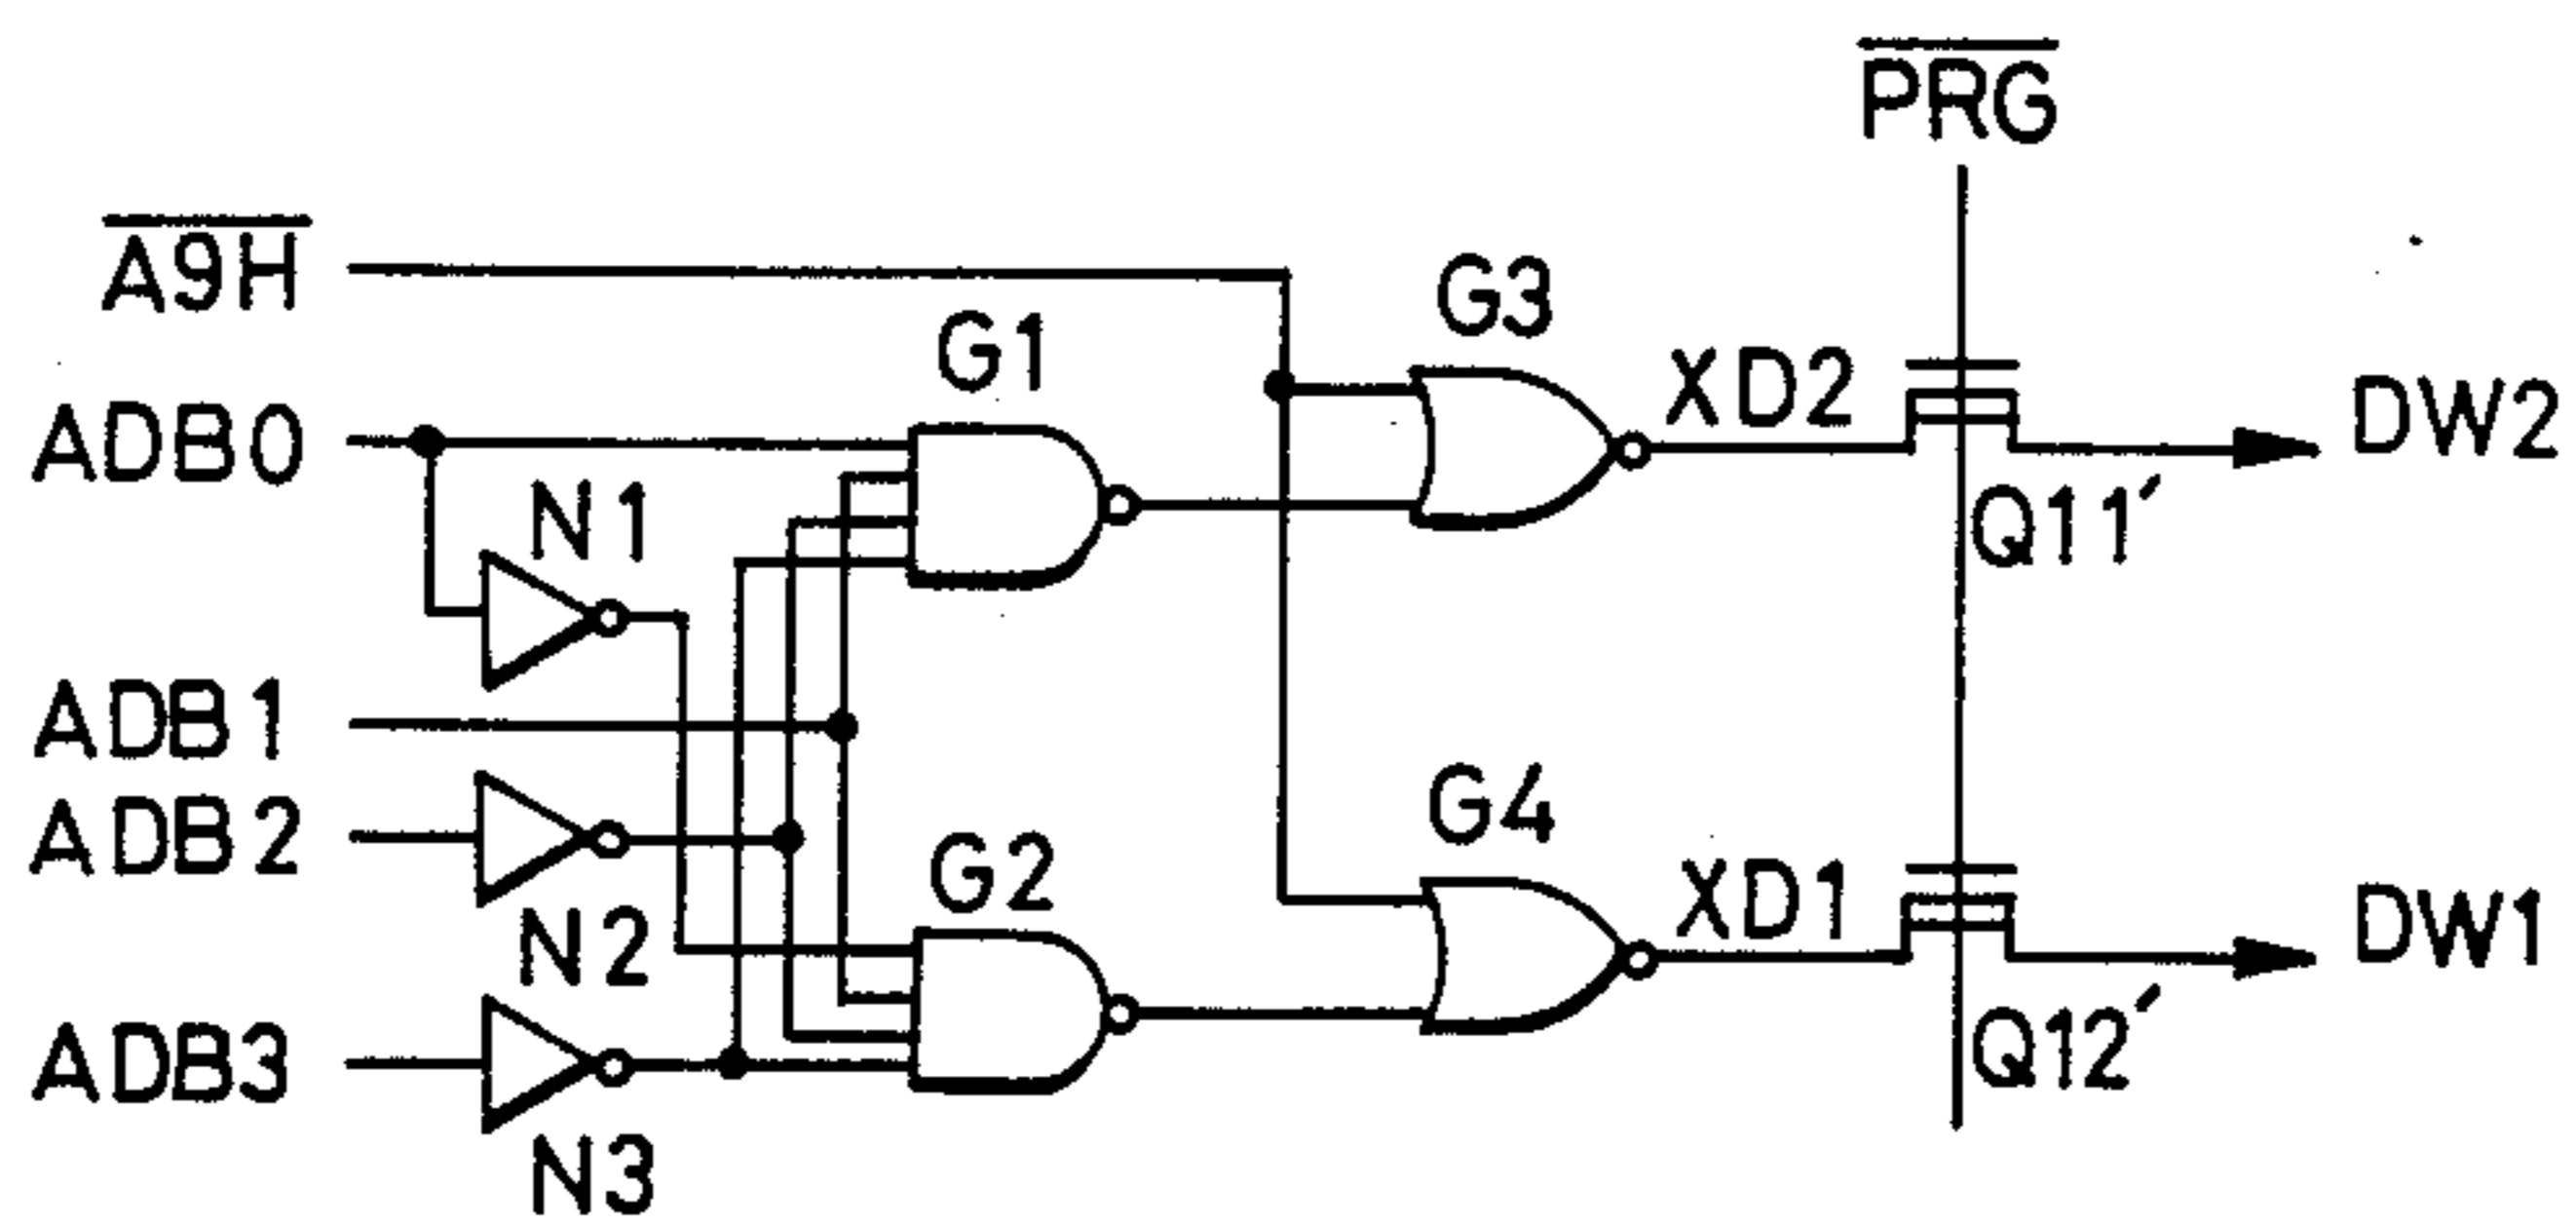 PRG
A9H
G3
G1
XD2
DW2
ADB0
N1
Q11′
ADB1
G4
ADB2
G2
XD1
DW1
N2
Q12′
ADB3
N3